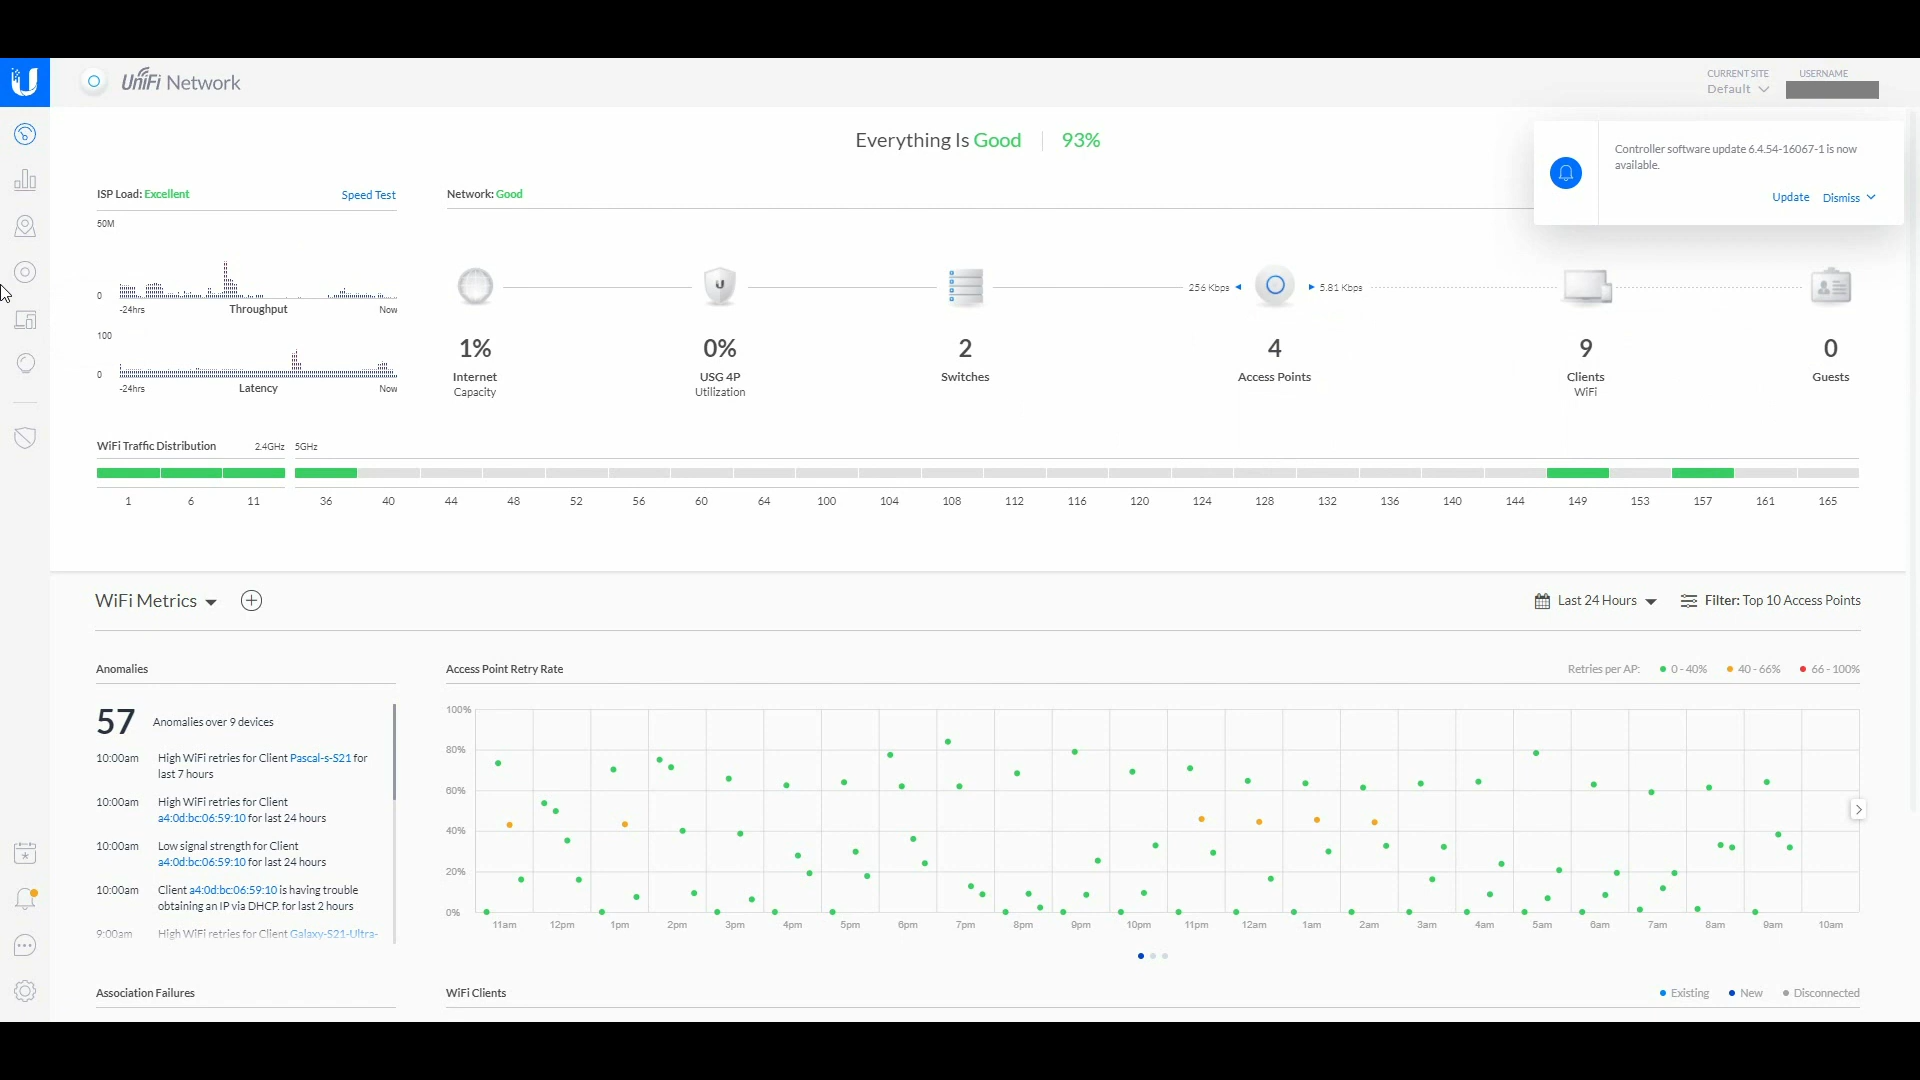 UniFi Network
CURRENT SITE
Default
USERNAME
Everything Is Good
93%
Controller software update 6.4.54-16067-1 is now
available.
Update
Dismiss
ISP Load: Excellent
Speed Test
50M
0
-24hrs
Throughput
Now
100
0
-24hrs
Latency
Now
Network: Good
256 Kbps
5.81 Kbps
1%
Internet
Capacity
0%
USG 4P
Utilization
2
Switches
4
Access Points
9
Clients
WiFi
0
Guests
WiFi Traffic Distribution
2.4GHz
5GHz
1 6 11 36 40 44 48 52 56 60 64 100 104 108 112 116 120 124 128 132 136 140 144 149 153 157 161 165
WiFi Metrics
Last 24 Hours
Filter: Top 10 Access Points
Anomalies
57
Anomalies over 9 devices
10:00am
High WiFi retries for Client Pascal-s-S21 for
last 7 hours
10:00am
High WiFi retries for Client
a4:0d:bc:06:59:10 for last 24 hours
10:00am
Low signal strength for Client
a4:0d:bc:06:59:10 for last 24 hours
10:00am
Client a4:0d:bc:06:59:10 is having trouble
obtaining an IP via DHCP. for last 2 hours
9:00am
High WiFi retries for Client Galaxy-S21-Ultra-
Access Point Retry Rate
Retries per AP:
0 - 40%
40 - 66%
66 - 100%
100%
80%
60%
40%
20%
0%
11am 12pm 1pm 2pm 3pm 4pm 5pm 6pm 7pm 8pm 9pm 10pm 11pm 12am 1am 2am 3am 4am 5am 6am 7am 8am 9am 10am
Association Failures
WiFi Clients
Existing
New
Disconnected